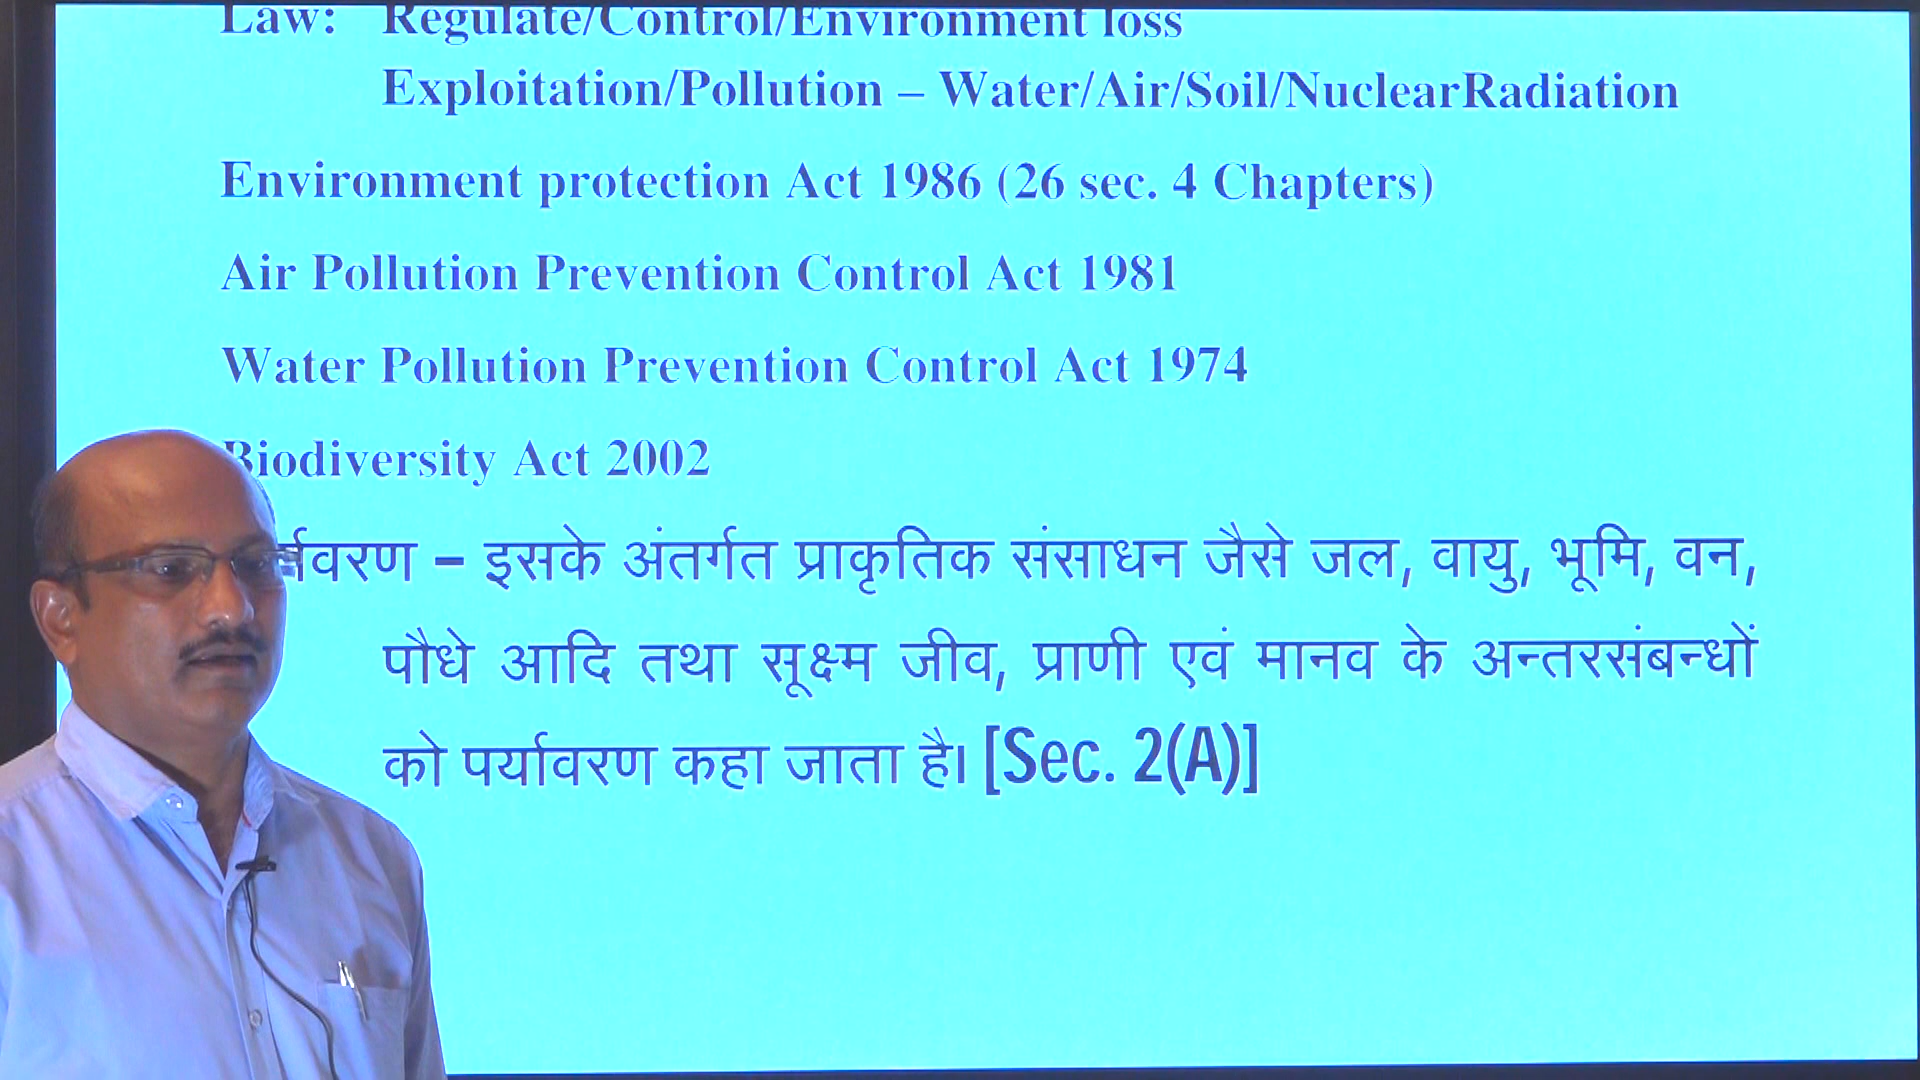 Law: Regulate/Control/Environment loss
Exploitation/Pollution – Water/Air/Soil/NuclearRadiation
Environment protection Act 1986 (26 sec. 4 Chapters)
Air Pollution Prevention Control Act 1981
Water Pollution Prevention Control Act 1974
Biodiversity Act 2002
– इसके अंतर्गत प्राकृतिक संसाधन जैसे जल, वायु, भूमि, वन,
पौधे आदि तथा सूक्ष्म जीव, प्राणी एवं मानव के अन्तरसंबन्धों
को पर्यावरण कहा जाता है। [Sec. 2(A)]